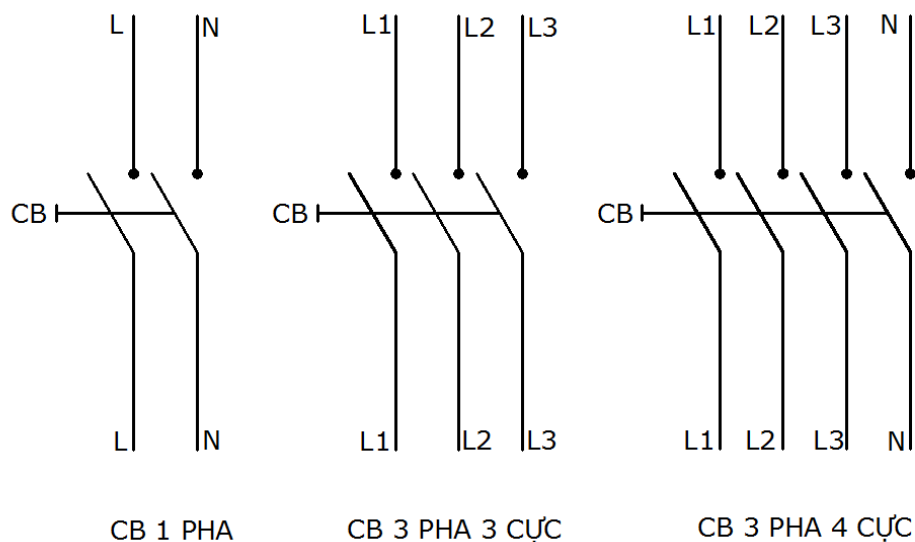 L N L1 L2 L3 L1 L2 L3 N
CB CB CB
L N L1 L2 L3 L1 L2 L3 N
CB 1 PHA CB 3 PHA 3 CỰC CB 3 PHA 4 CỰC